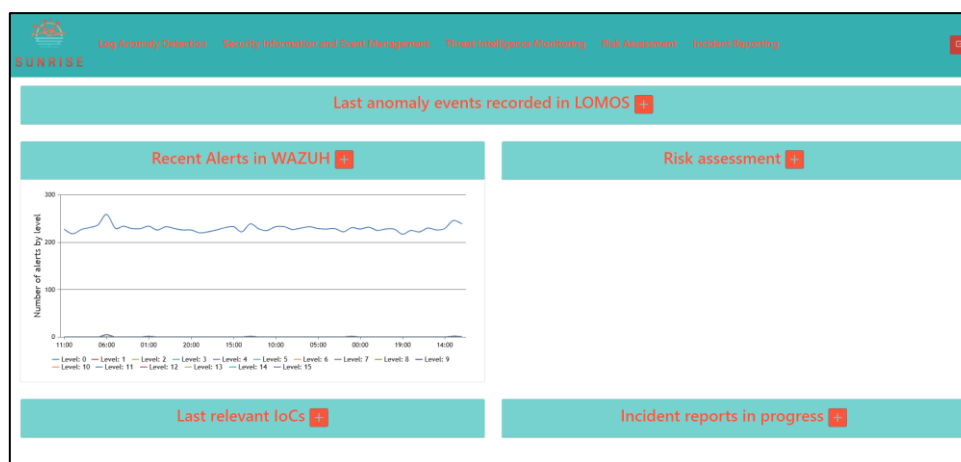 SUNRISE
Log Anomaly Detection Security Information and Event Management Threat Intelligence Monitoring Risk Assessment Incident Reporting
Last anomaly events recorded in LOMOS +
Recent Alerts in WAZUH +
Risk assessment +
Number of alerts by level
300
200
100
0
11:00 06:00 01:00 20:00 15:00 10:00 05:00 00:00 19:00 14:00
Level: 0 Level: 1 Level: 2 Level: 3 Level: 4 Level: 5 Level: 6 Level: 7 Level: 8 Level: 9
Level: 10 Level: 11 Level: 12 Level: 13 Level: 14 Level: 15
Last relevant IoCs +
Incident reports in progress +